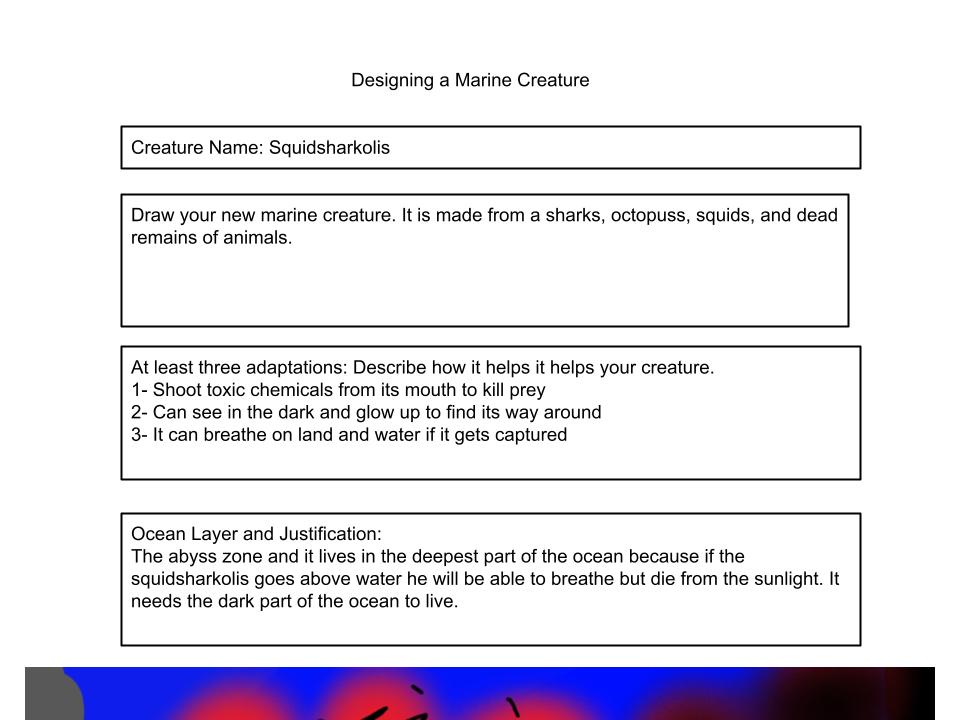 Designing a Marine Creature
Creature Name: Squidsharkolis
Draw your new marine creature. It is made from a sharks, octopuss, squids, and dead
remains of animals.
At least three adaptations: Describe how it helps it helps your creature.
1- Shoot toxic chemicals from its mouth to kill prey
2- Can see in the dark and glow up to find its way around
3- It can breathe on land and water if it gets captured
Ocean Layer and Justification:
The abyss zone and it lives in the deepest part of the ocean because if the
squidsharkolis goes above water he will be able to breathe but die from the sunlight. It
needs the dark part of the ocean to live.